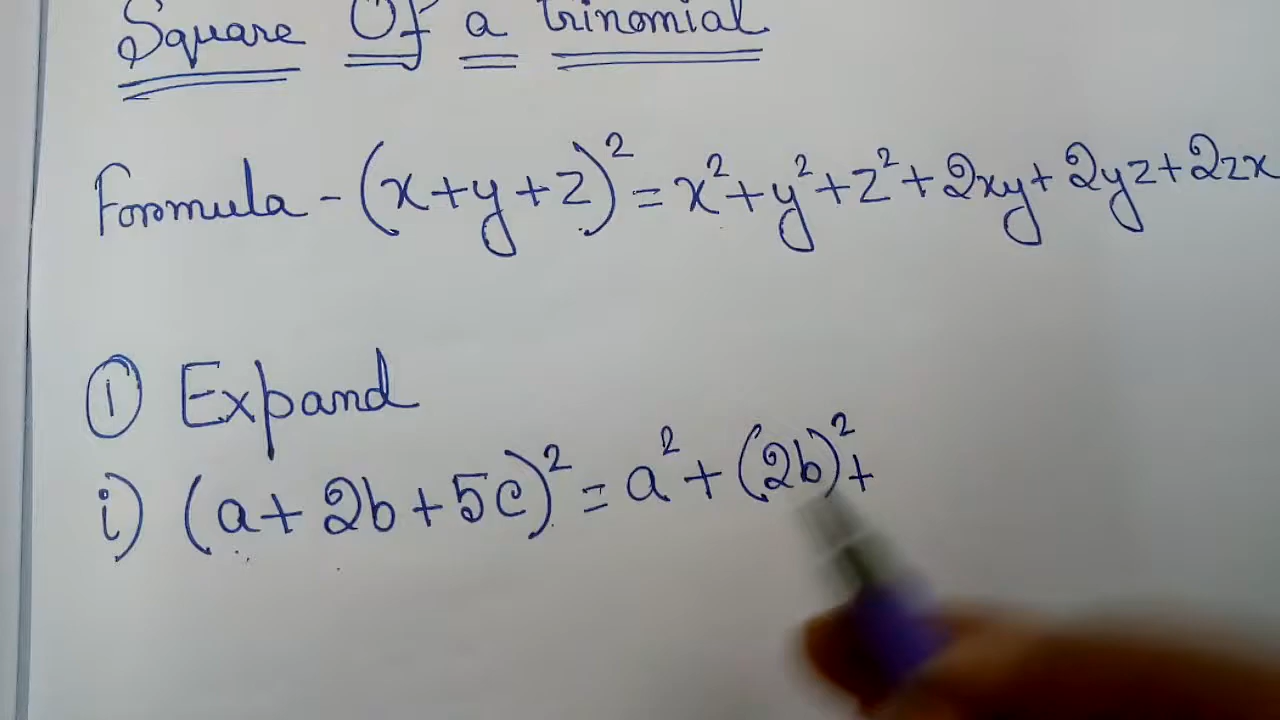 Square Of a trinomial
Formula - (x+y+z)² = x²+y²+z²+2xy+2yz+2zx
① Expand
i) (a+2b+5c)² = a²+(2b)²+